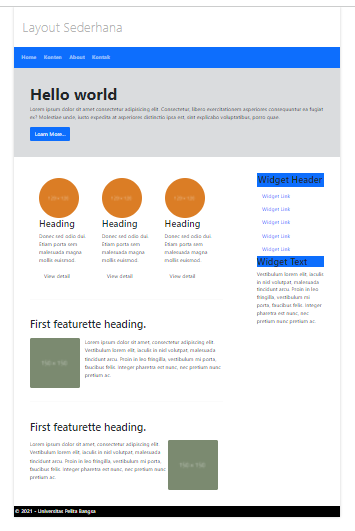 Layout Sederhana
Home Konten About Kontak
Hello world
Lorem ipsum dolor sit amet consectetur adipisicing elit. Consectetur, libero exercitationem asperiores consequuntur ex fugiat
ex? Molestiae unde, iusto expedita at asperiores distinctio ipsa est, sint explicabo voluptatibus, porro quae.
Learn More...
Heading
Donec sed odio dui.
Etiam porta sem
malesuada magna
mollis euismod.
View detail
Heading
Donec sed odio dui.
Etiam porta sem
malesuada magna
mollis euismod.
View detail
Heading
Donec sed odio dui.
Etiam porta sem
malesuada magna
mollis euismod.
View detail
Widget Header
Widget Link
Widget Link
Widget Link
Widget Link
Widget Link
Widget Text
Vestibulum lorem elit, iaculis
in nisl volutpat, malesuada
tincidunt arcu. Proin in leo
fringilla, vestibulum mi
porta, faucibus felis. Integer
pharetra est nunc, nec
pretium ac.
First featurette heading.
150 x 150
Lorem ipsum dolor sit amet, consectetur adipiscing elit.
Vestibulum lorem elit, iaculis in nisl volutpat, malesuada
tincidunt arcu. Proin in leo fringilla, vestibulum mi porta,
faucibus felis. Integer pharetra est nunc, nec pretium nunc
pretium ac.
First featurette heading.
Lorem ipsum dolor sit amet, consectetur adipiscing elit.
Vestibulum lorem elit, iaculis in nisl volutpat, malesuada
tincidunt arcu. Proin in leo fringilla, vestibulum mi porta,
faucibus felis. Integer pharetra est nunc, nec pretium nunc
pretium ac.
150 x 150
© 2021 - Universitas Pelita Bangsa